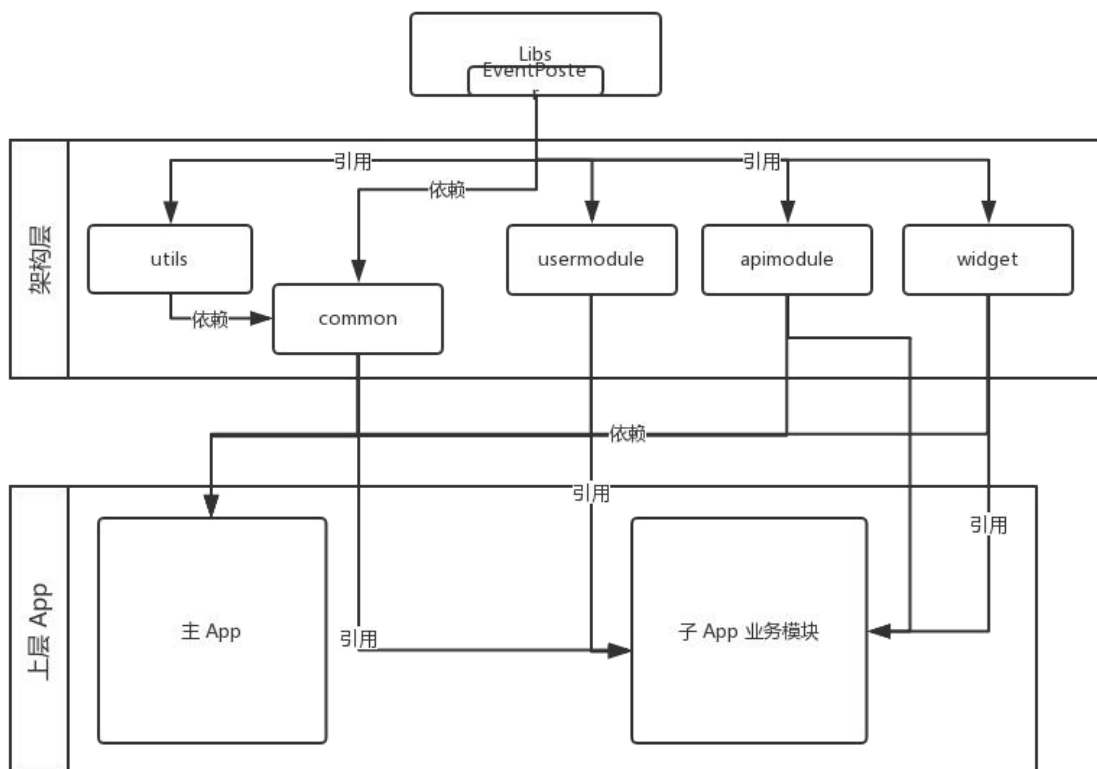 Libs
EventPoste
r
架构层
引用
引用
依赖
utils
usermodule
apimodule
widget
依赖
common
依赖
上层 App
引用
引用
主 App
引用
子 App 业务模块